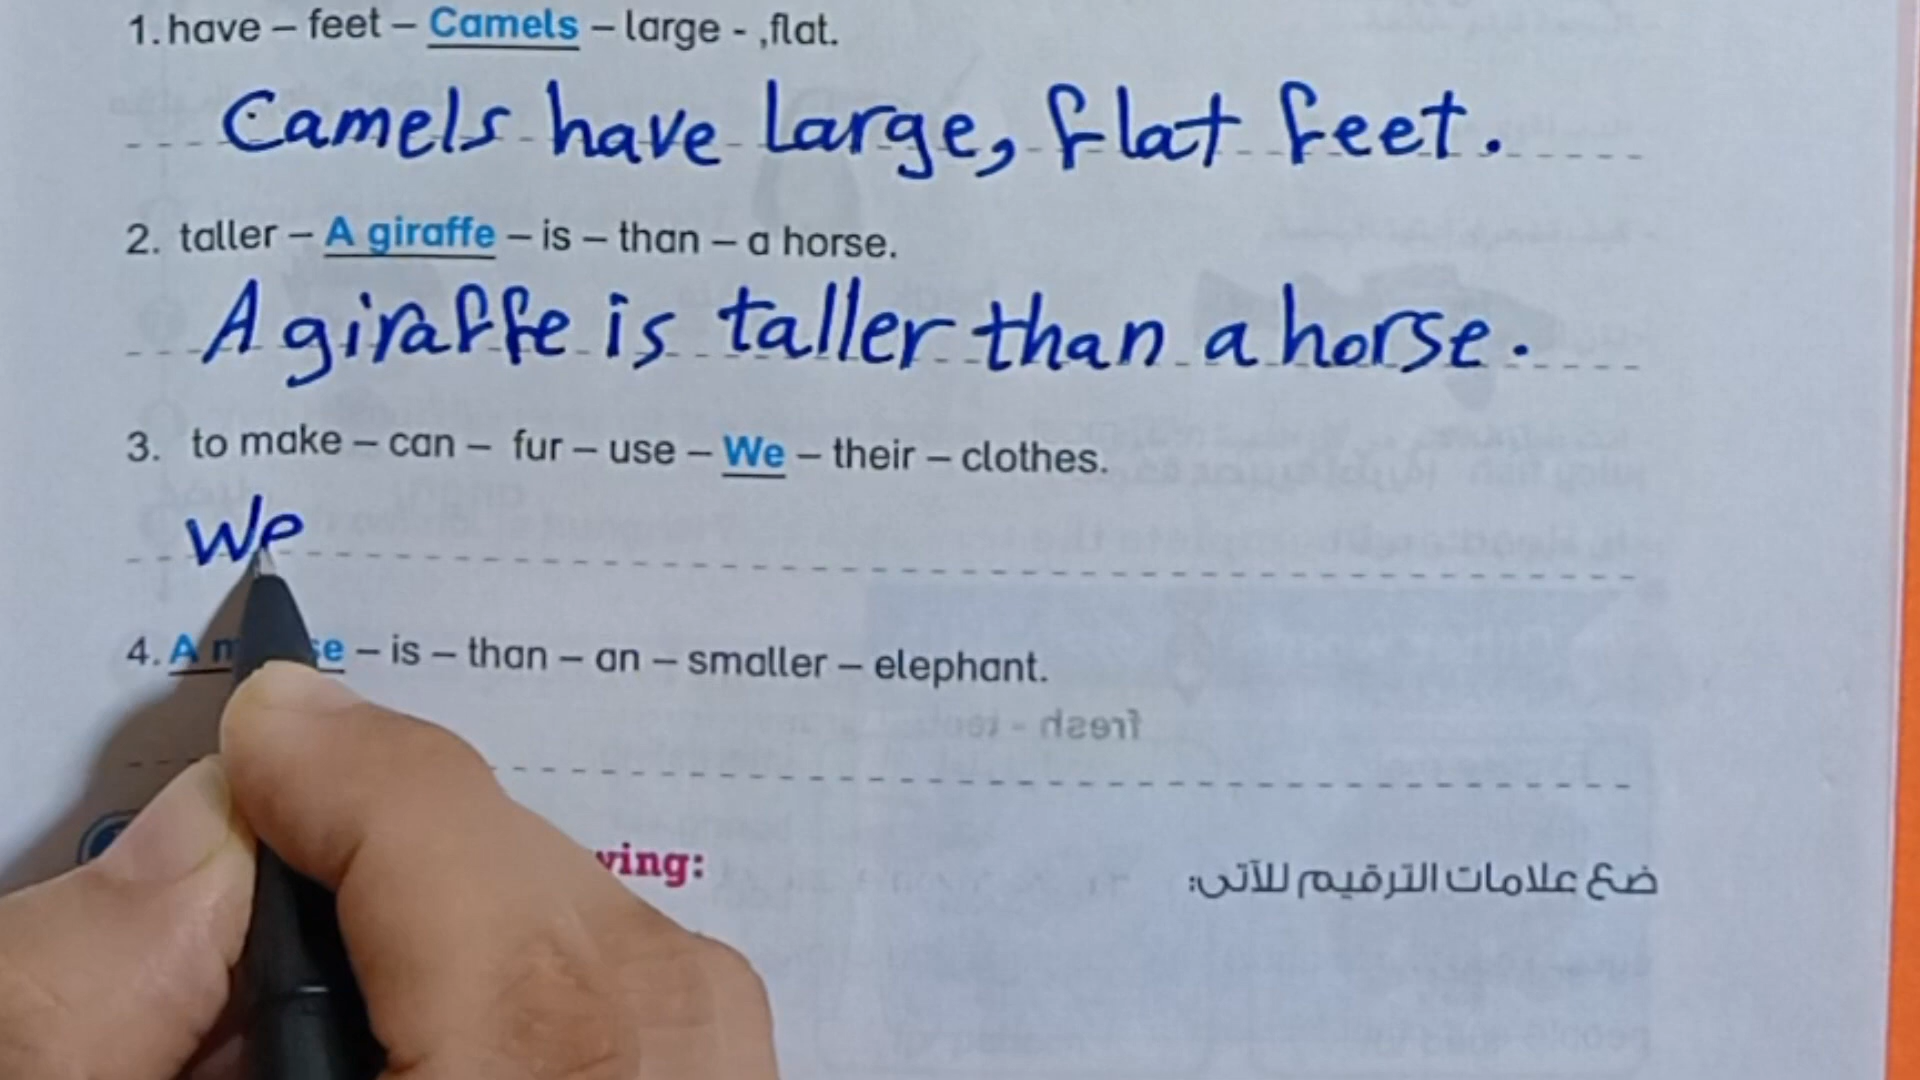 1. have – feet – Camels – large - ,flat.
Camels have large, flat feet.
2. taller – A giraffe – is – than – a horse.
A giraffe is taller than a horse.
3. to make – can – fur – use – We – their – clothes.
We
4. A – is – than – an – smaller – elephant.
ضع علامات الترقيم للآتى: